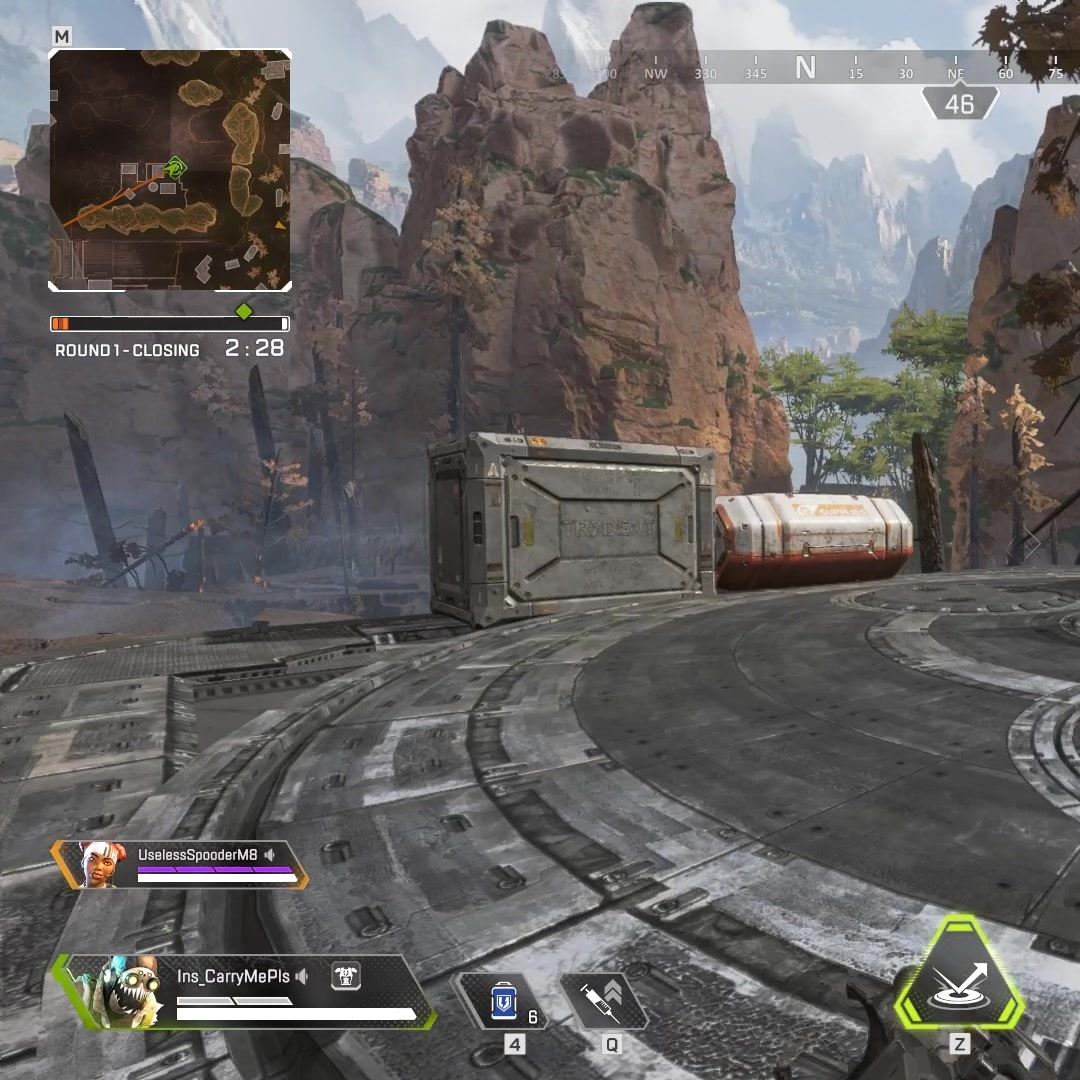 M
285 300 NW 330 345 N 15 30 NE 60 75
46
ROUND 1 - CLOSING 2 : 28
56
A
TRYDENT
UselessSpooderM8
Ins_CarryMePls
6
4 Q Z